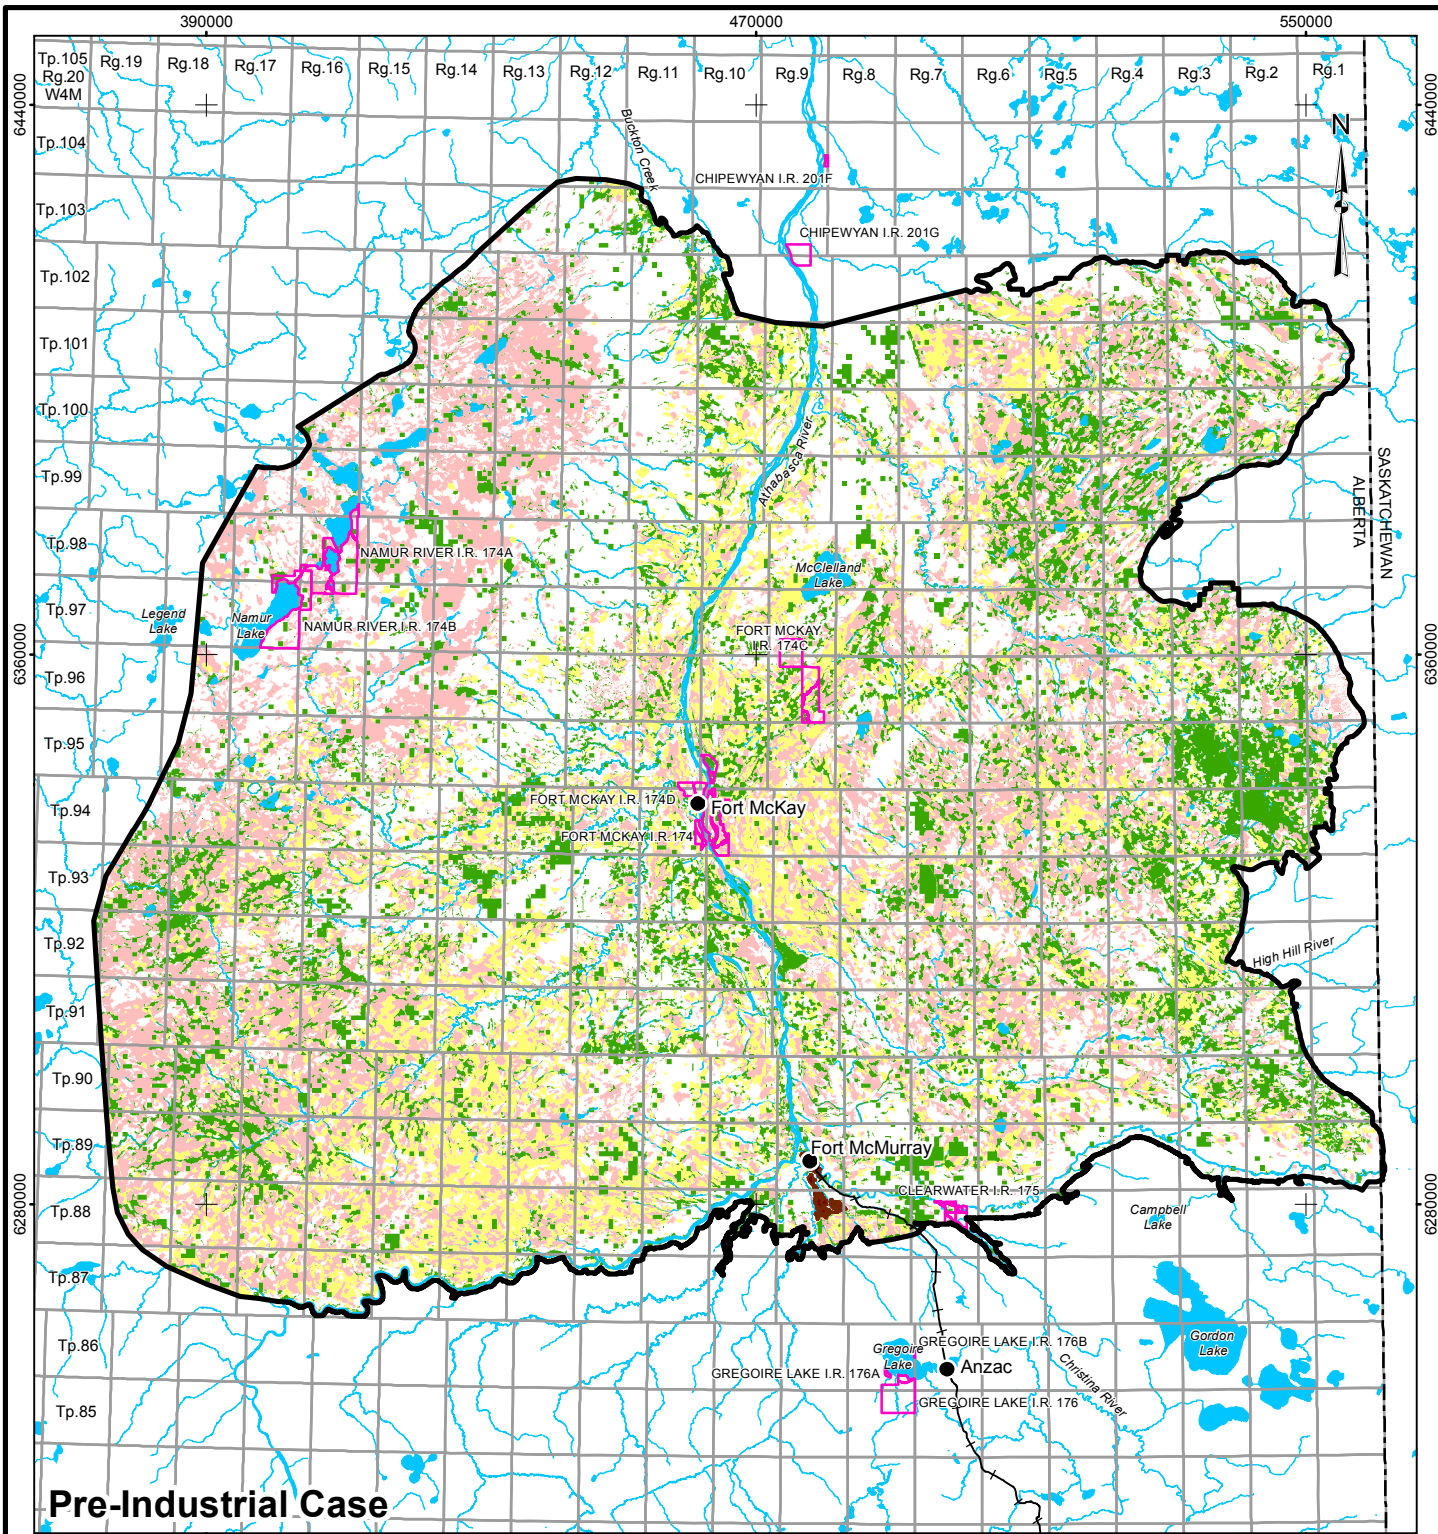 390000
470000
550000
Tp.105
Rg.20
W4M
Rg.19
Rg.18
Rg.17
Rg.16
Rg.15
Rg.14
Rg.13
Rg.12
Rg.11
Rg.10
Rg.9
Rg.8
Rg.7
Rg.6
Rg.5
Rg.4
Rg.3
Rg.2
Rg.1
6440000
6440000
N
Tp.104
Buckton Creek
CHIPEWYAN I.R. 201F
Tp.103
CHIPEWYAN I.R. 201G
Tp.102
Tp.101
Tp.100
Athabasca River
Tp.99
SASKATCHEWAN
ALBERTA
Tp.98
NAMUR RIVER I.R. 174A
McClelland
Lake
Tp.97
Legend
Lake
Namur
Lake
NAMUR RIVER I.R. 174B
FORT MCKAY
I.R. 174C
6360000
6360000
Tp.96
Tp.95
Tp.94
FORT MCKAY I.R. 174D
Fort McKay
FORT MCKAY I.R. 174
Tp.93
Tp.92
High Hill River
Tp.91
Tp.90
Tp.89
Fort McMurray
CLEARWATER I.R. 175
6280000
6280000
Tp.88
Campbell
Lake
Tp.87
Tp.86
GREGOIRE LAKE I.R. 176B
Gregoire
Lake
Gordon
Lake
GREGOIRE LAKE I.R. 176A
Anzac
Christina River
GREGOIRE LAKE I.R. 176
Tp.85
Pre-Industrial Case